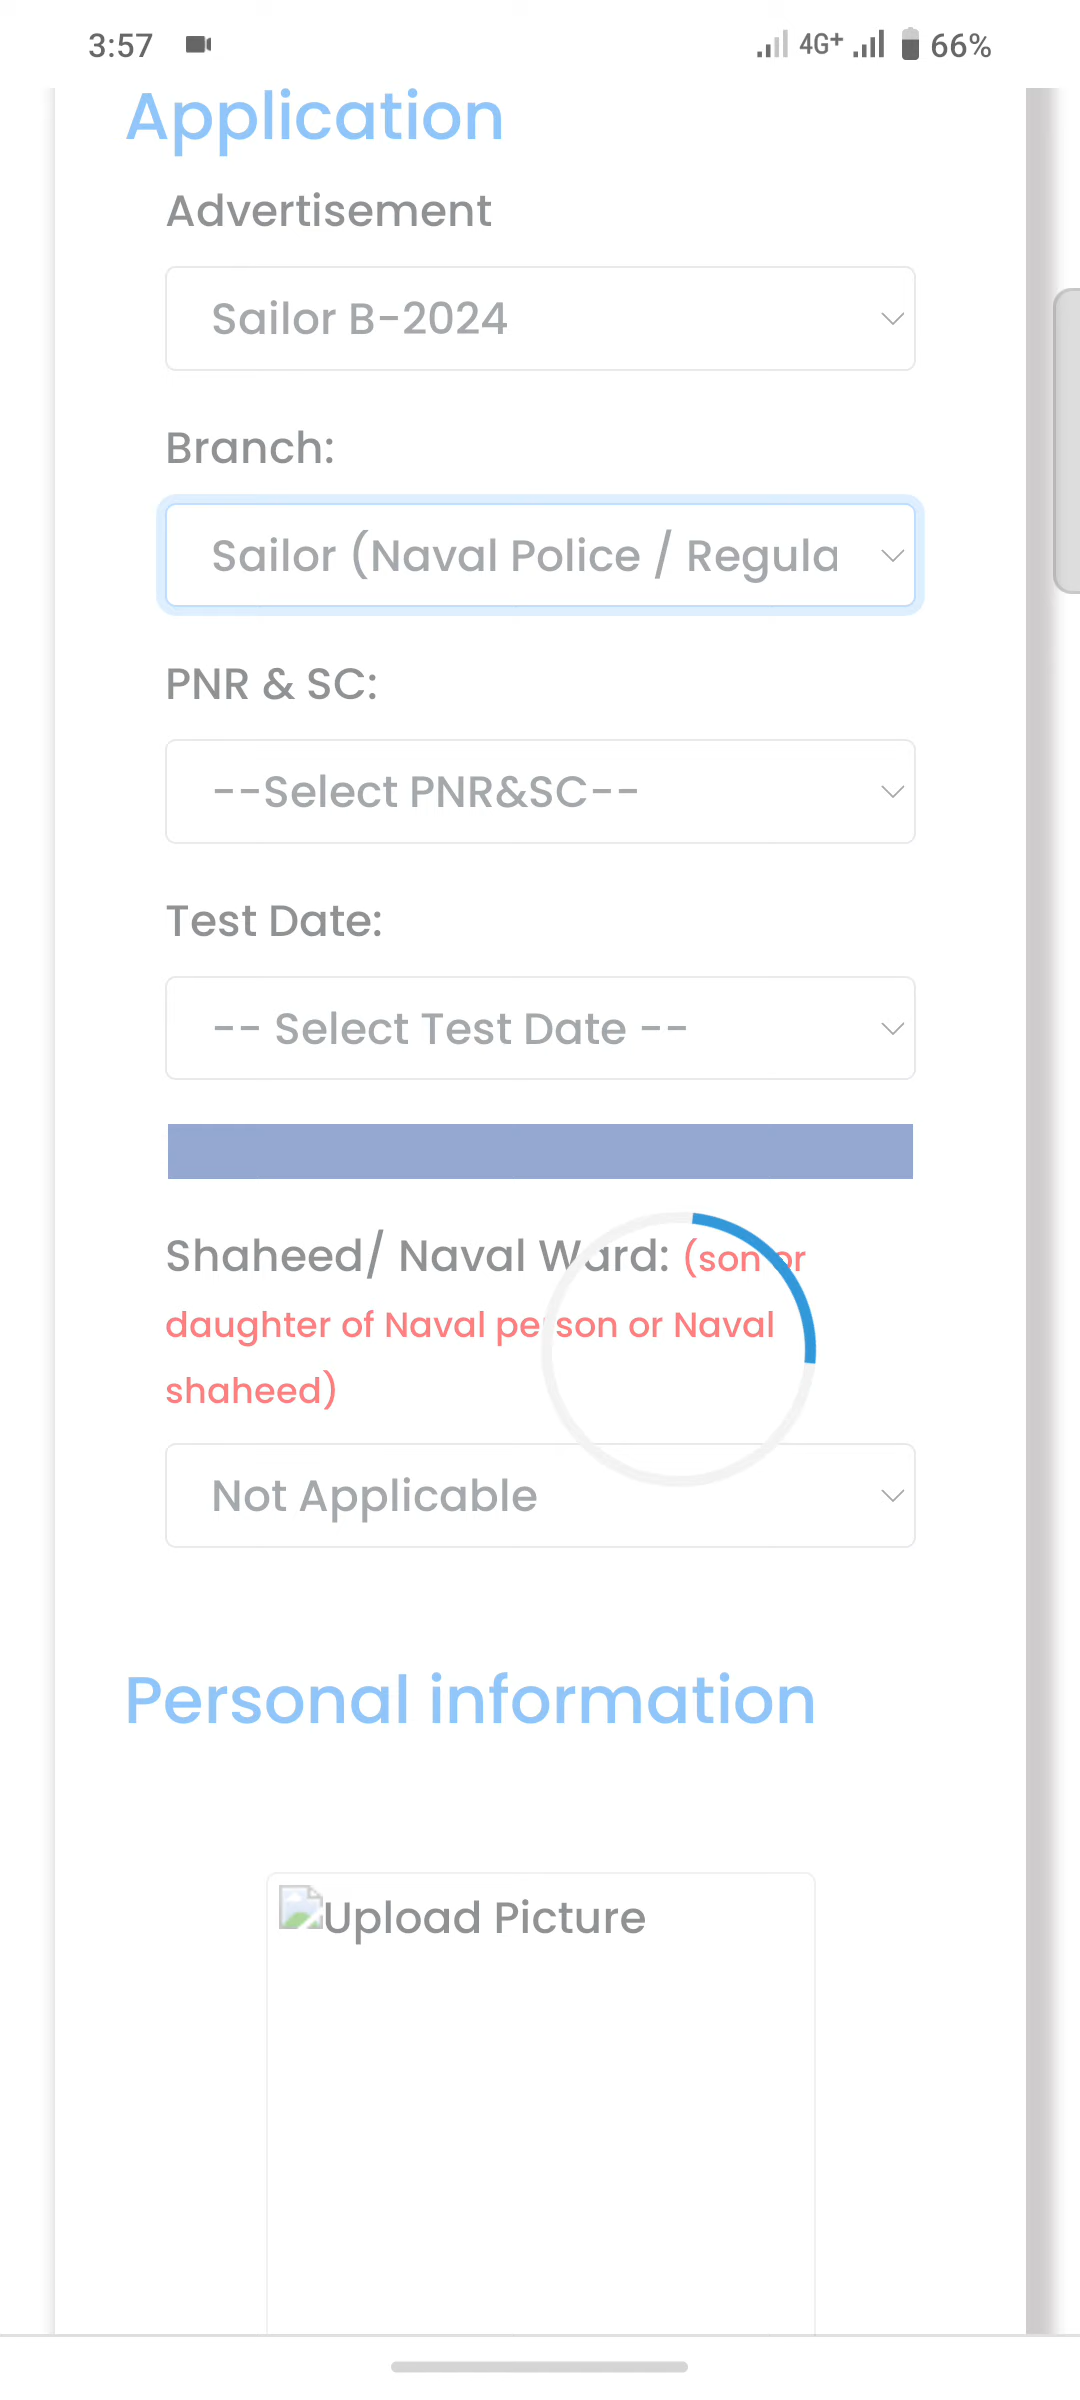 3:57 4G+ 66%
Application
Advertisement
Sailor B-2024
Branch:
Sailor (Naval Police / Regula
PNR & SC:
--Select PNR&SC--
Test Date:
-- Select Test Date --
Shaheed/ Naval Ward: (son or
daughter of Naval person or Naval
shaheed)
Not Applicable
Personal information
Upload Picture